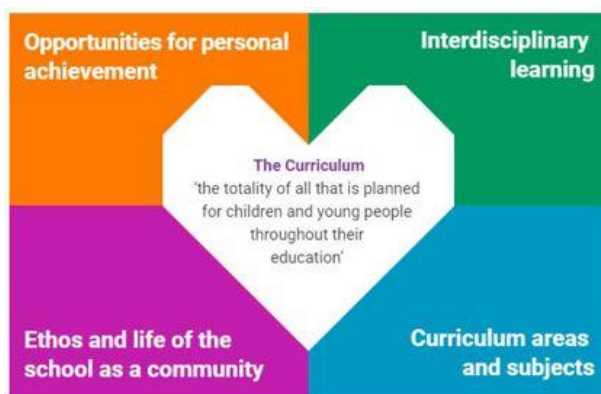 Opportunities for personal
achievement
Interdisciplinary
learning
The Curriculum
‘the totality of all that is planned
for children and young people
throughout their
education’
Ethos and life of the
school as a community
Curriculum areas
and subjects